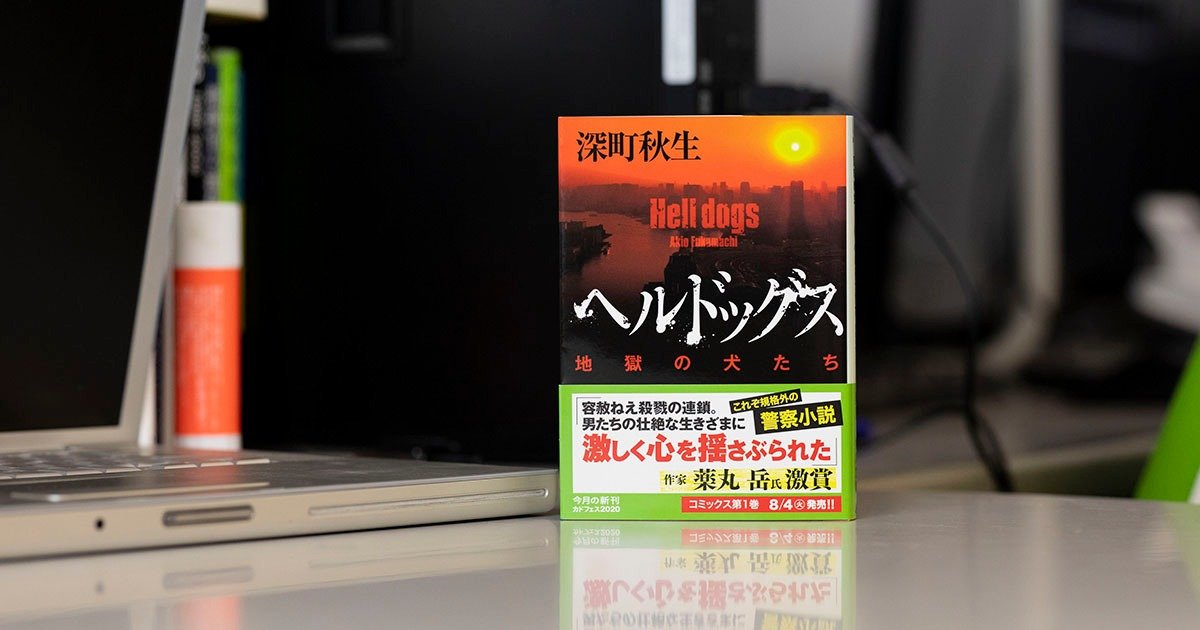 深町秋生
Hell dogs
Akio Fukamachi
ヘルドッグス
地獄の犬たち
「容赦ねえ殺戮の連鎖。
男たちの壮絶な生きざまに
激しく心を揺さぶられた」
これぞ規格外の
警察小説
作家 薬丸 岳氏 激賞
今月の新刊
カドフェス2020
コミックス第1巻 8/4㊋発売!!